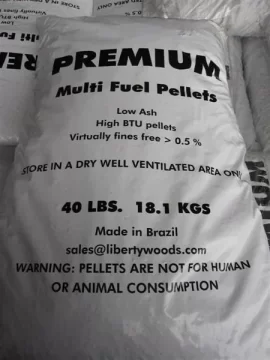 PREMIUM
Multi Fuel Pellets
Low Ash
High BTU pellets
Virtually fines free > 0.5 %
STORE IN A DRY WELL VENTILATED AREA ONL
40 LBS. 18.1 KGS
Made in Brazil
sales@libertywoods.com
WARNING: PELLETS ARE NOT FOR HUMAN
OR ANIMAL CONSUMPTION